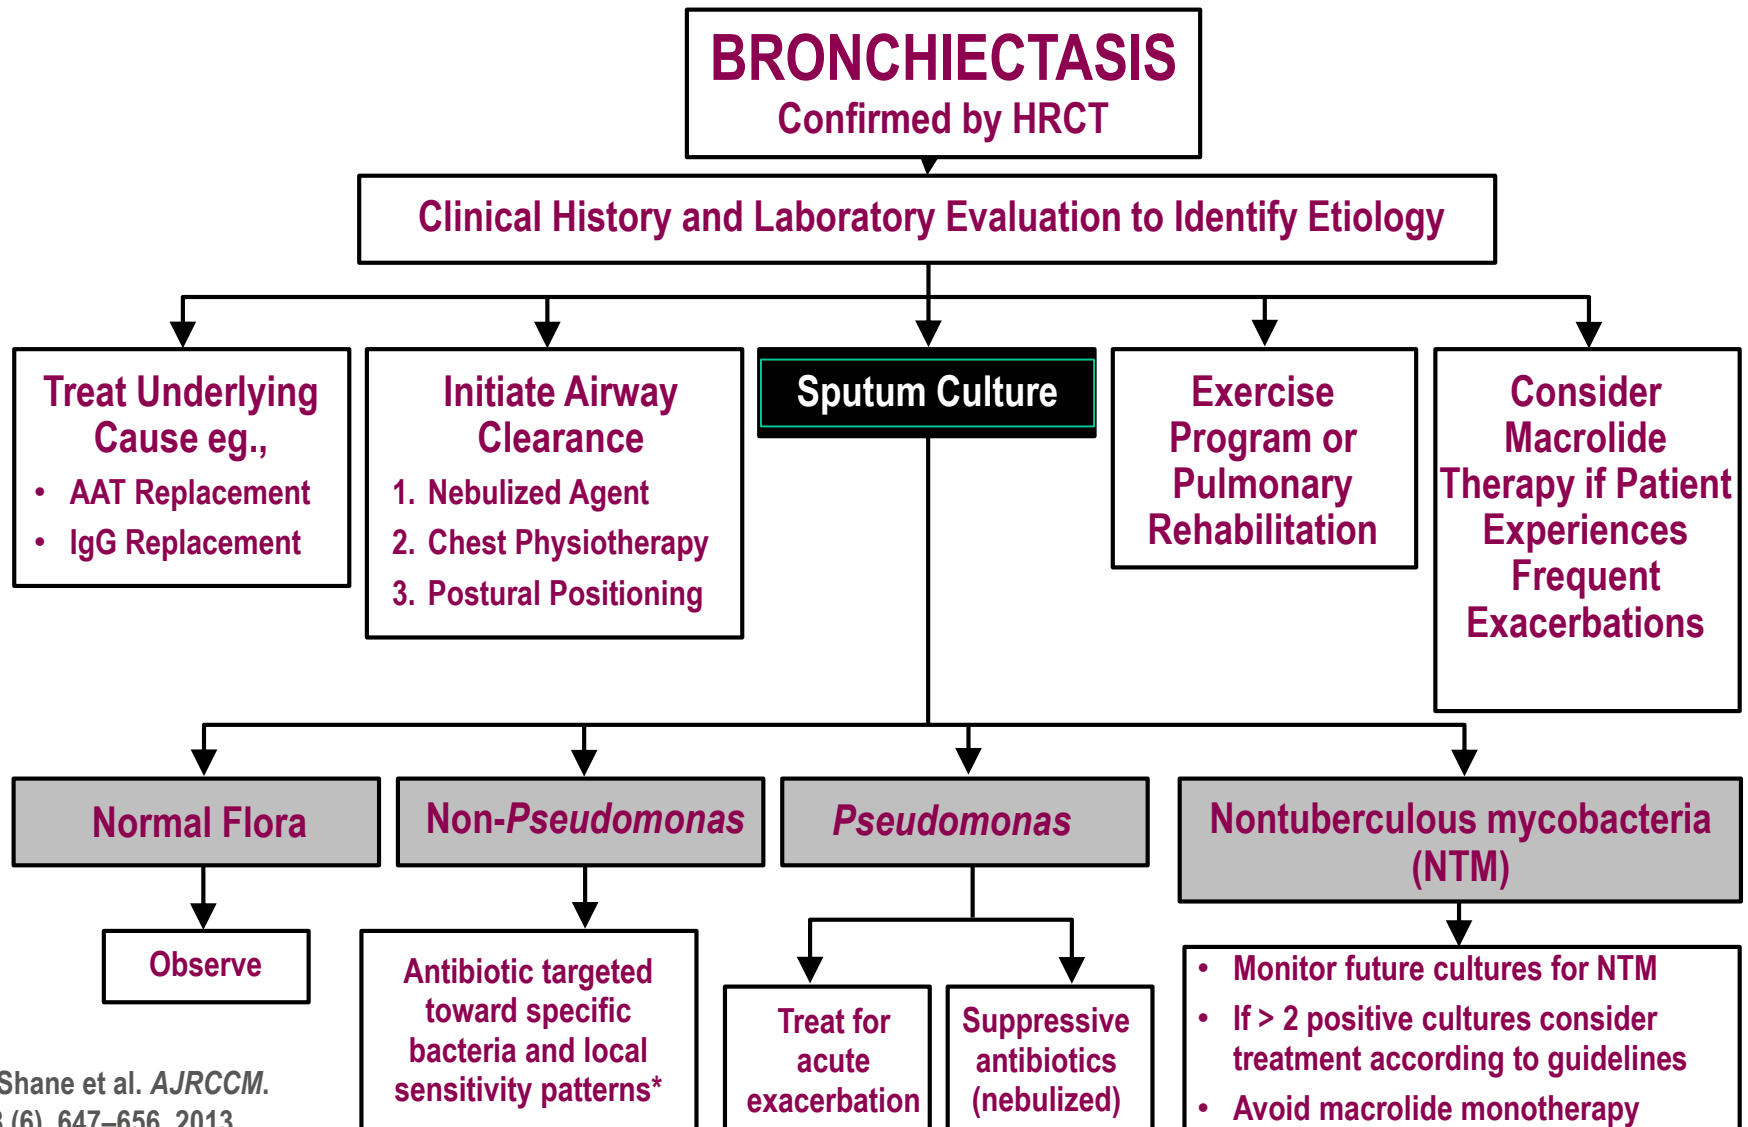 BRONCHIECTASIS
Confirmed by HRCT
Clinical History and Laboratory Evaluation to Identify Etiology
Treat Underlying
Cause eg.,
• AAT Replacement
• IgG Replacement
Initiate Airway
Clearance
1. Nebulized Agent
2. Chest Physiotherapy
3. Postural Positioning
Sputum Culture
Exercise
Program or
Pulmonary
Rehabilitation
Consider
Macrolide
Therapy if Patient
Experiences
Frequent
Exacerbations
Normal Flora
Non-Pseudomonas
Pseudomonas
Nontuberculous mycobacteria
(NTM)
Observe
Antibiotic targeted
toward specific
bacteria and local
sensitivity patterns*
Treat for
acute
exacerbation
Suppressive
antibiotics
(nebulized)
• Monitor future cultures for NTM
• If > 2 positive cultures consider
treatment according to guidelines
• Avoid macrolide monotherapy
Shane et al. AJRCCM.
(6), 647–656, 2013